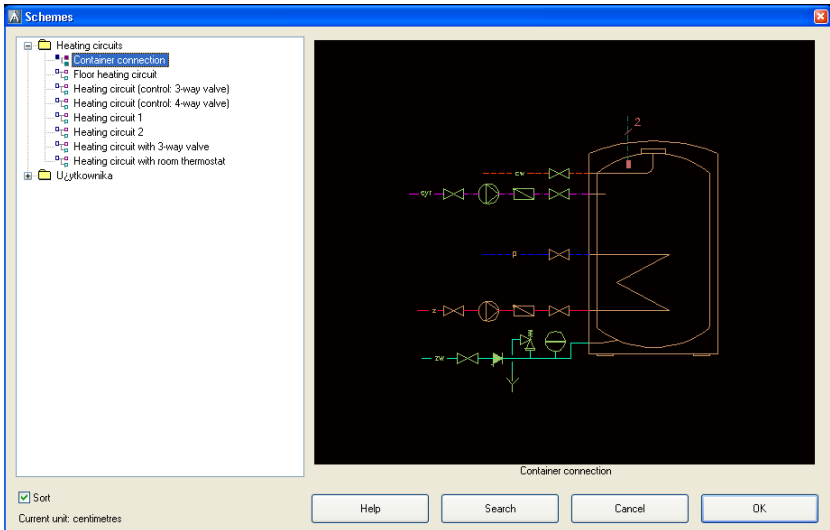 Schemes
Heating circuits
Container connection
Floor heating circuit
Heating circuit (control: 3-way valve)
Heating circuit (control: 4-way valve)
Heating circuit 1
Heating circuit 2
Heating circuit with 3-way valve
Heating circuit with room thermostat
U¿ytkownika
2
cw
cyr
p
z
zw
Container connection
Sort
Current unit: centimetres
Help
Search
Cancel
OK